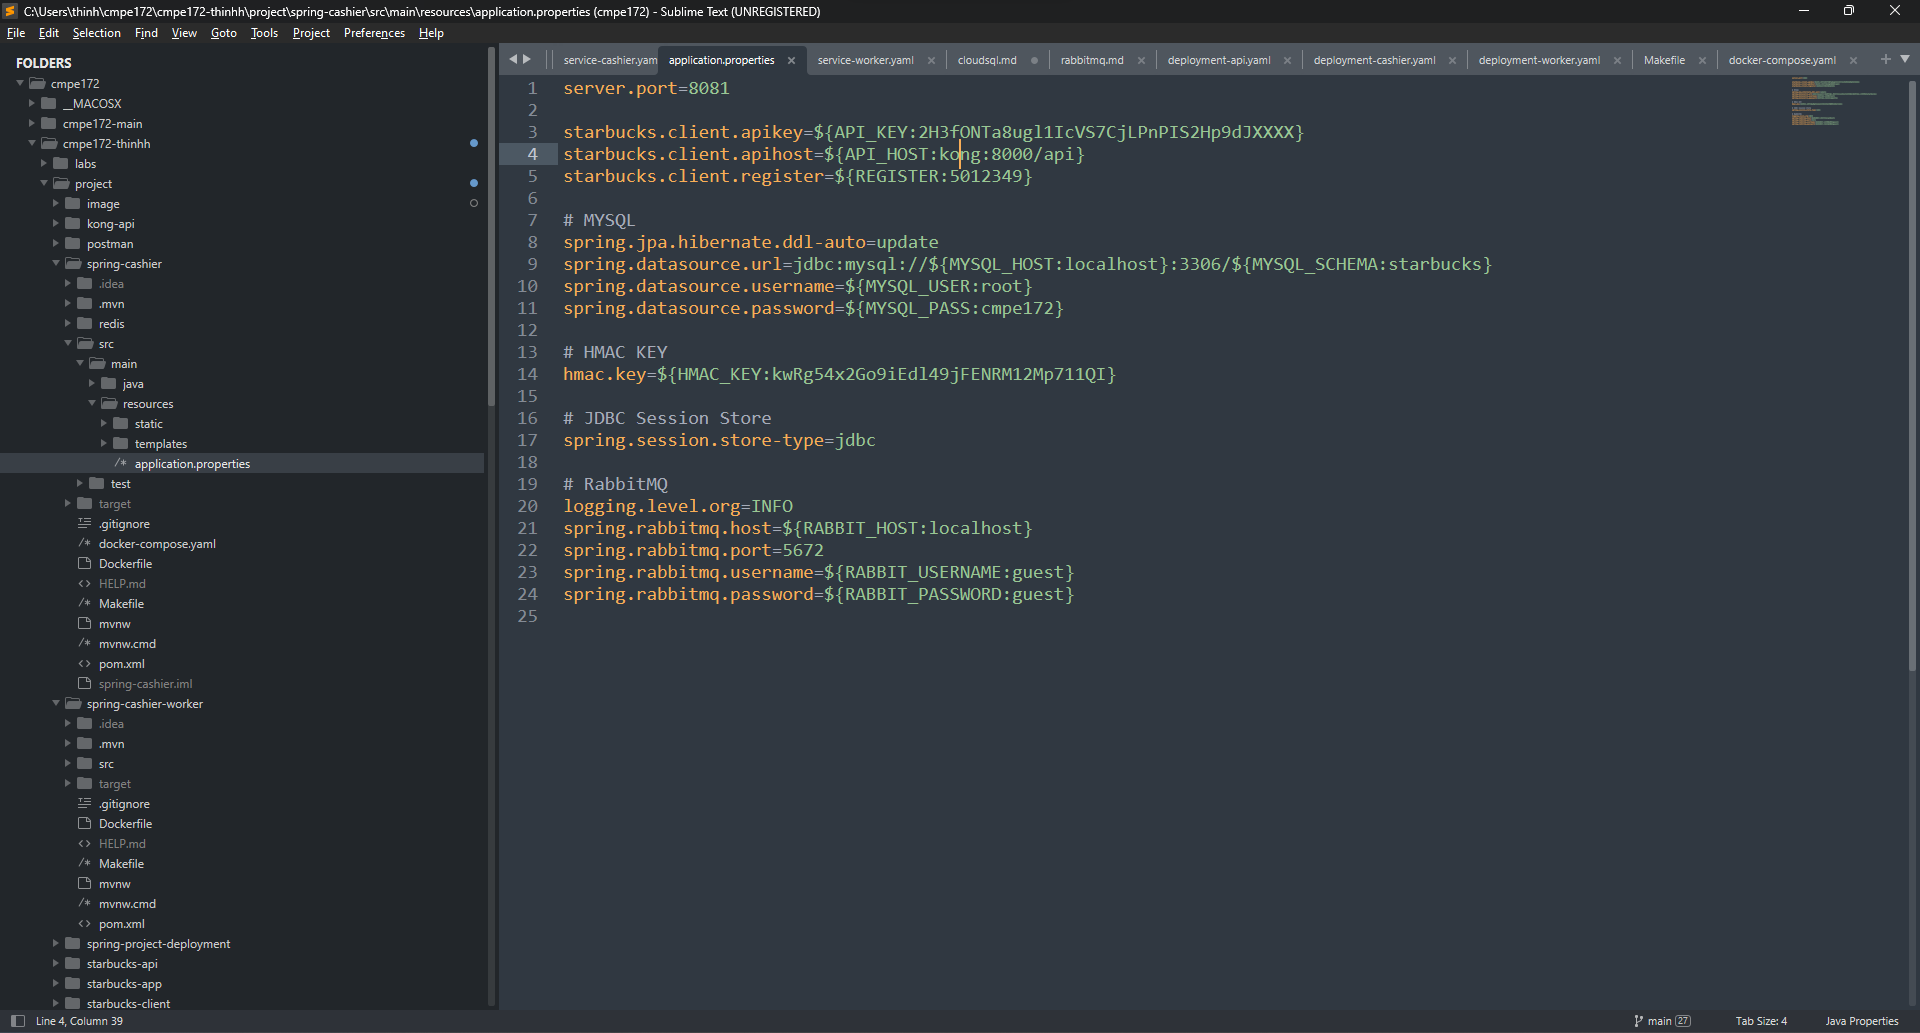 C:\Users\thinh\cmpe172\cmpe172-thinhh\project\spring-cashier\src\main\resources\application.properties (cmpe172) - Sublime Text (UNREGISTERED)
File Edit Selection Find View Goto Tools Project Preferences Help
FOLDERS
cmpe172
__MACOSX
cmpe172-main
cmpe172-thinhh
labs
project
image
kong-api
postman
spring-cashier
.idea
.mvn
redis
src
main
java
resources
static
templates
/* application.properties
test
target
.gitignore
/* docker-compose.yaml
Dockerfile
<> HELP.md
/* Makefile
mvnw
/* mvnw.cmd
<> pom.xml
spring-cashier.iml
spring-cashier-worker
.idea
.mvn
src
target
.gitignore
Dockerfile
<> HELP.md
/* Makefile
mvnw
/* mvnw.cmd
<> pom.xml
spring-project-deployment
starbucks-api
starbucks-app
starbucks-client
service-cashier.yam application.properties service-worker.yaml cloudsql.md rabbitmq.md deployment-api.yaml deployment-cashier.yaml deployment-worker.yaml Makefile docker-compose.yaml
1 server.port=8081
2
3 starbucks.client.apikey=${API_KEY:2H3fONTa8ugl1IcVS7CjLPnPIS2Hp9dJXXXX}
4 starbucks.client.apihost=${API_HOST:kong:8000/api}
5 starbucks.client.register=${REGISTER:5012349}
6
7 # MYSQL
8 spring.jpa.hibernate.ddl-auto=update
9 spring.datasource.url=jdbc:mysql://${MYSQL_HOST:localhost}:3306/${MYSQL_SCHEMA:starbucks}
10 spring.datasource.username=${MYSQL_USER:root}
11 spring.datasource.password=${MYSQL_PASS:cmpe172}
12
13 # HMAC KEY
14 hmac.key=${HMAC_KEY:kwRg54x2Go9iEdl49jFENRM12Mp711QI}
15
16 # JDBC Session Store
17 spring.session.store-type=jdbc
18
19 # RabbitMQ
20 logging.level.org=INFO
21 spring.rabbitmq.host=${RABBIT_HOST:localhost}
22 spring.rabbitmq.port=5672
23 spring.rabbitmq.username=${RABBIT_USERNAME:guest}
24 spring.rabbitmq.password=${RABBIT_PASSWORD:guest}
25
Line 4, Column 39 main 27 Tab Size: 4 Java Properties